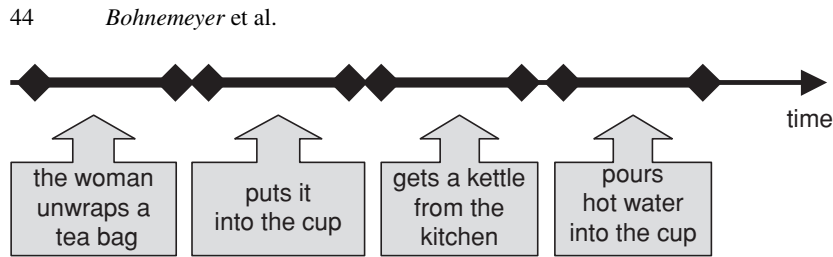 44 Bohnemeyer et al.
time
the woman
unwraps a
tea bag
puts it
into the cup
gets a kettle
from the
kitchen
pours
hot water
into the cup